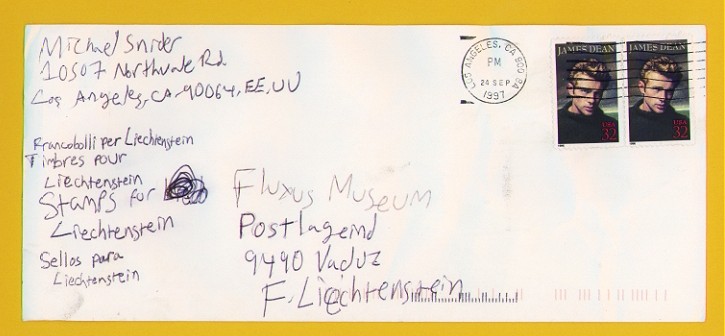 Michael Snider
10507 Northvale Rd
Los Angeles, CA-90064, EE, UU
LOS ANGELES, CA 900
PM
24 SEP
1997
JAMES DEAN
USA
32
JAMES DEAN
USA
32
Francobolli per Liechtenstein
Timbres pour
Liechtenstein
Stamps for
Liechtenstein
Sellos para
Liechtenstein
Fluxus Museum
Postlagernd
9490 Vaduz
F. Liechtenstein